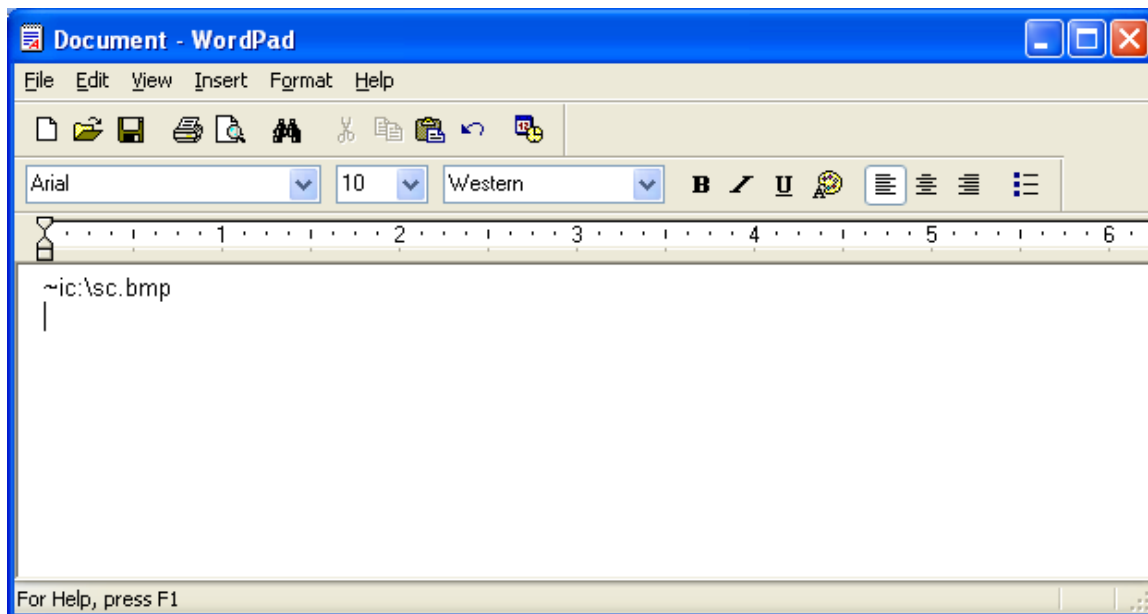 Document - WordPad
File Edit View Insert Format Help
Arial 10 Western B U
1 2 3 4 5 6
~ic:\sc.bmp
For Help, press F1